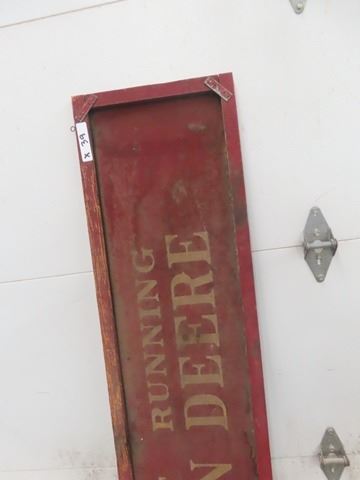 x 39
RUNNING
N DEERE